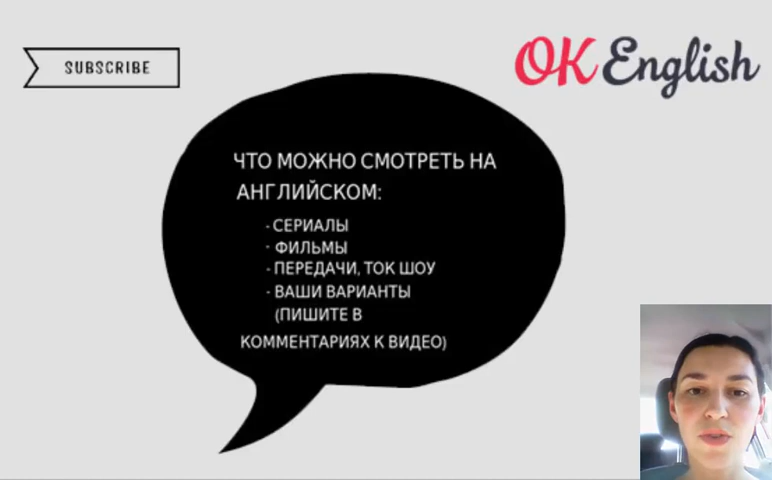 SUBSCRIBE
OK English
ЧТО МОЖНО СМОТРЕТЬ НА
АНГЛИЙСКОМ:
- СЕРИАЛЫ
- ФИЛЬМЫ
- ПЕРЕДАЧИ, ТОК ШОУ
- ВАШИ ВАРИАНТЫ
(ПИШИТЕ В
КОММЕНТАРИЯХ К ВИДЕО)